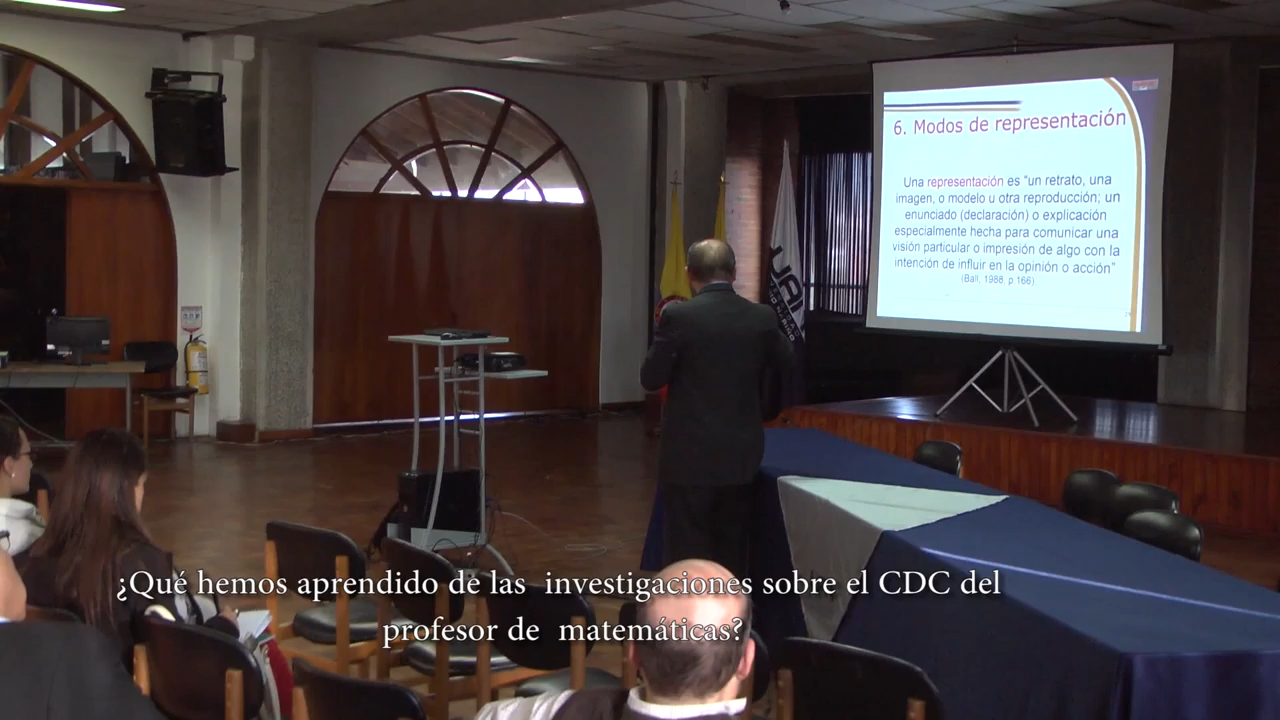 6. Modos de representación
Una representación es "un retrato, una
imagen, o modelo u otra reproducción; un
enunciado (declaración) o explicación
especialmente hecha para comunicar una
visión particular o impresión de algo con la
intención de influir en la opinión o acción"
(Ball, 1988, p.166)
¿Qué hemos aprendido de las investigaciones sobre el CDC del
profesor de matemáticas?